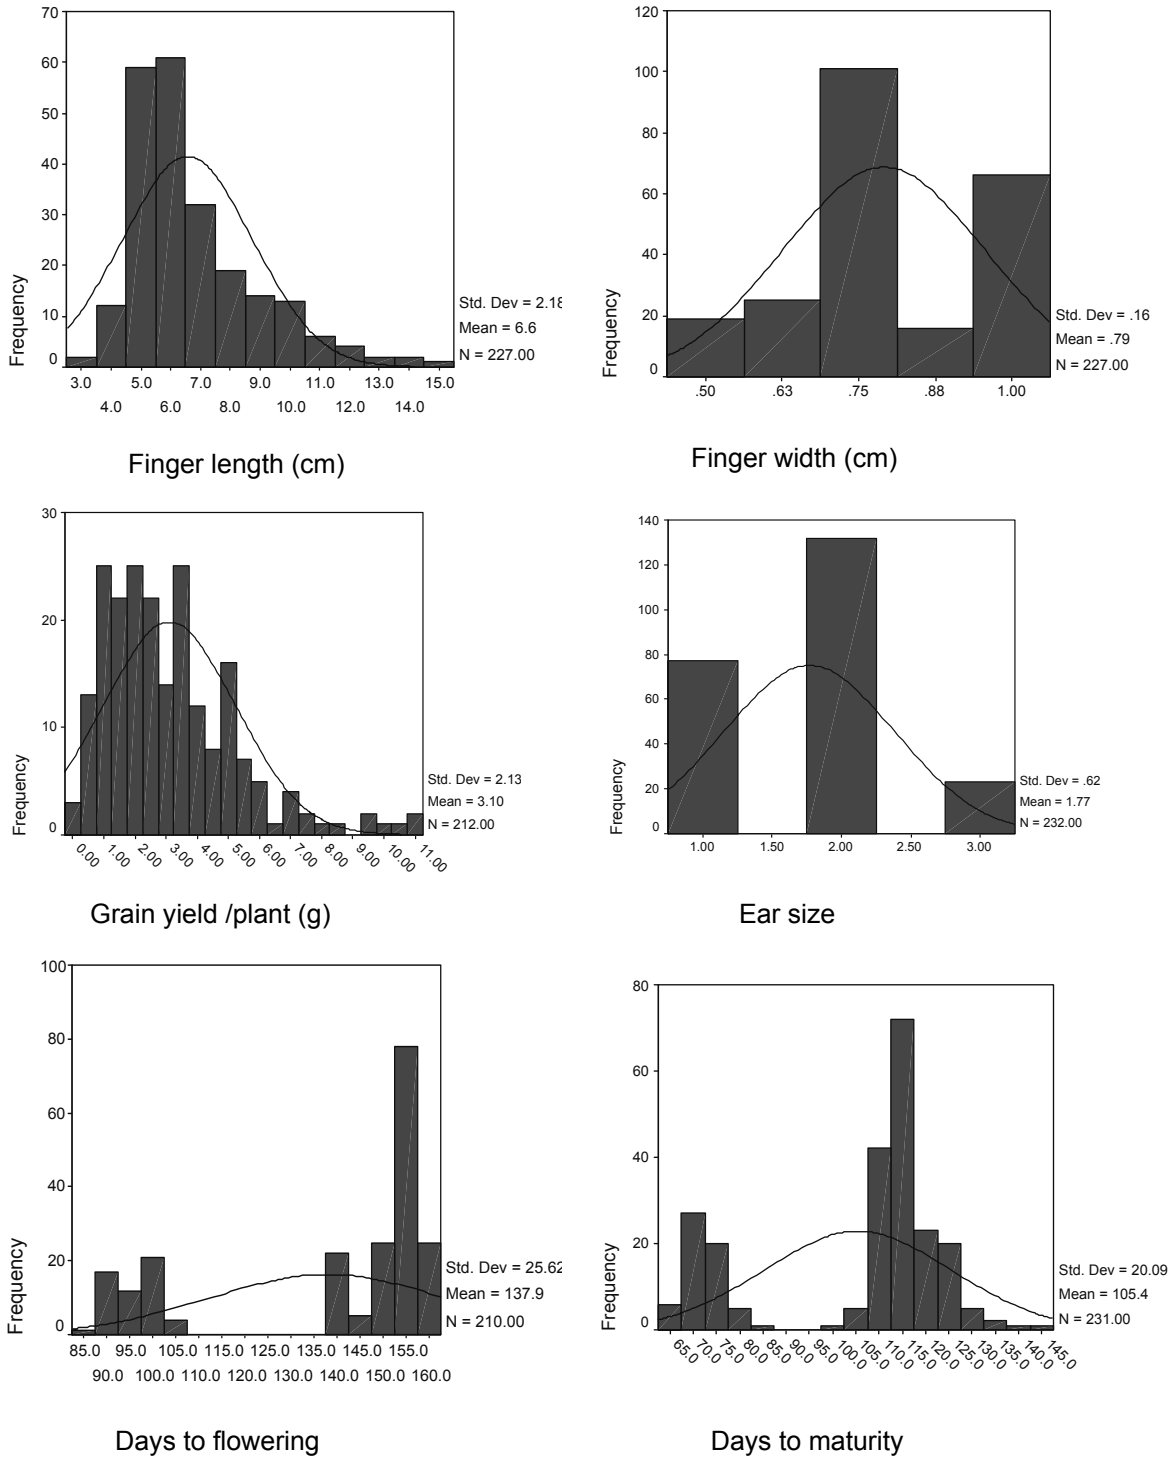 70
60
50
40
30
20
10
0
Frequency
3.0 5.0 7.0 9.0 11.0 13.0 15.0
4.0 6.0 8.0 10.0 12.0 14.0
Std. Dev = 2.18
Mean = 6.6
N = 227.00
Finger length (cm)
120
100
80
60
40
20
0
Frequency
.50 .63 .75 .88 1.00
Std. Dev = .16
Mean = .79
N = 227.00
Finger width (cm)
30
20
10
0
Frequency
0.00 1.00 2.00 3.00 4.00 5.00 6.00 7.00 8.00 9.00 10.00 11.00
Std. Dev = 2.13
Mean = 3.10
N = 212.00
Grain yield /plant (g)
140
120
100
80
60
40
20
0
Frequency
1.00 1.50 2.00 2.50 3.00
Std. Dev = .62
Mean = 1.77
N = 232.00
Ear size
100
80
60
40
20
0
Frequency
85.0 95.0 105.0 115.0 125.0 135.0 145.0 155.0
90.0 100.0 110.0 120.0 130.0 140.0 150.0 160.0
Std. Dev = 25.62
Mean = 137.9
N = 210.00
Days to flowering
80
60
40
20
0
Frequency
65.0 70.0 75.0 80.0 85.0 90.0 95.0 100.0 105.0 110.0 115.0 120.0 125.0 130.0 135.0 140.0 145.0
Std. Dev = 20.09
Mean = 105.4
N = 231.00
Days to maturity